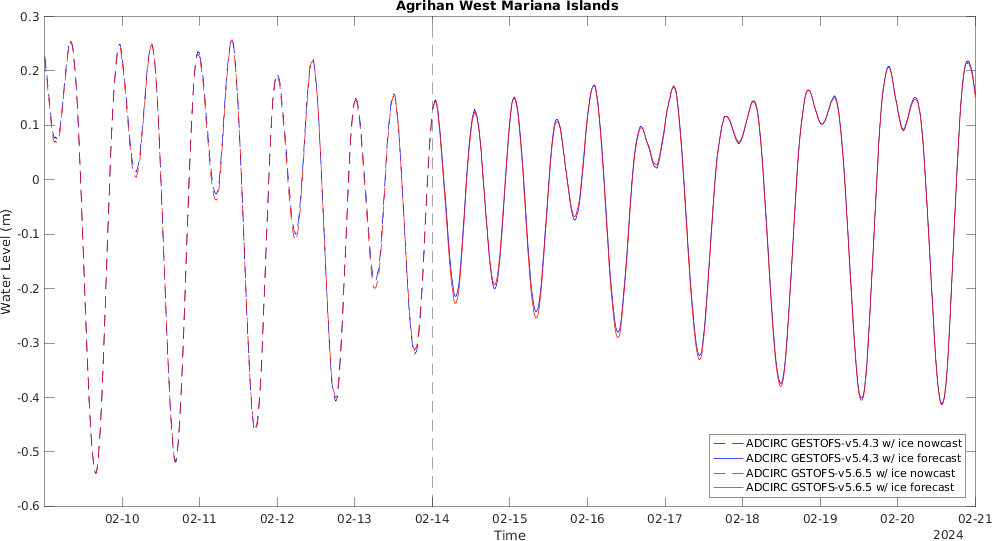 Agrihan West Mariana Islands
0.3
0.2
0.1
0
-0.1
-0.2
-0.3
-0.4
-0.5
-0.6
Water Level (m)
ADCIRC GESTOFS-v5.4.3 w/ ice nowcast
ADCIRC GESTOFS-v5.4.3 w/ ice forecast
ADCIRC GSTOFS-v5.6.5 w/ ice nowcast
ADCIRC GSTOFS-v5.6.5 w/ ice forecast
02-10 02-11 02-12 02-13 02-14 02-15 02-16 02-17 02-18 02-19 02-20 02-21
Time
2024